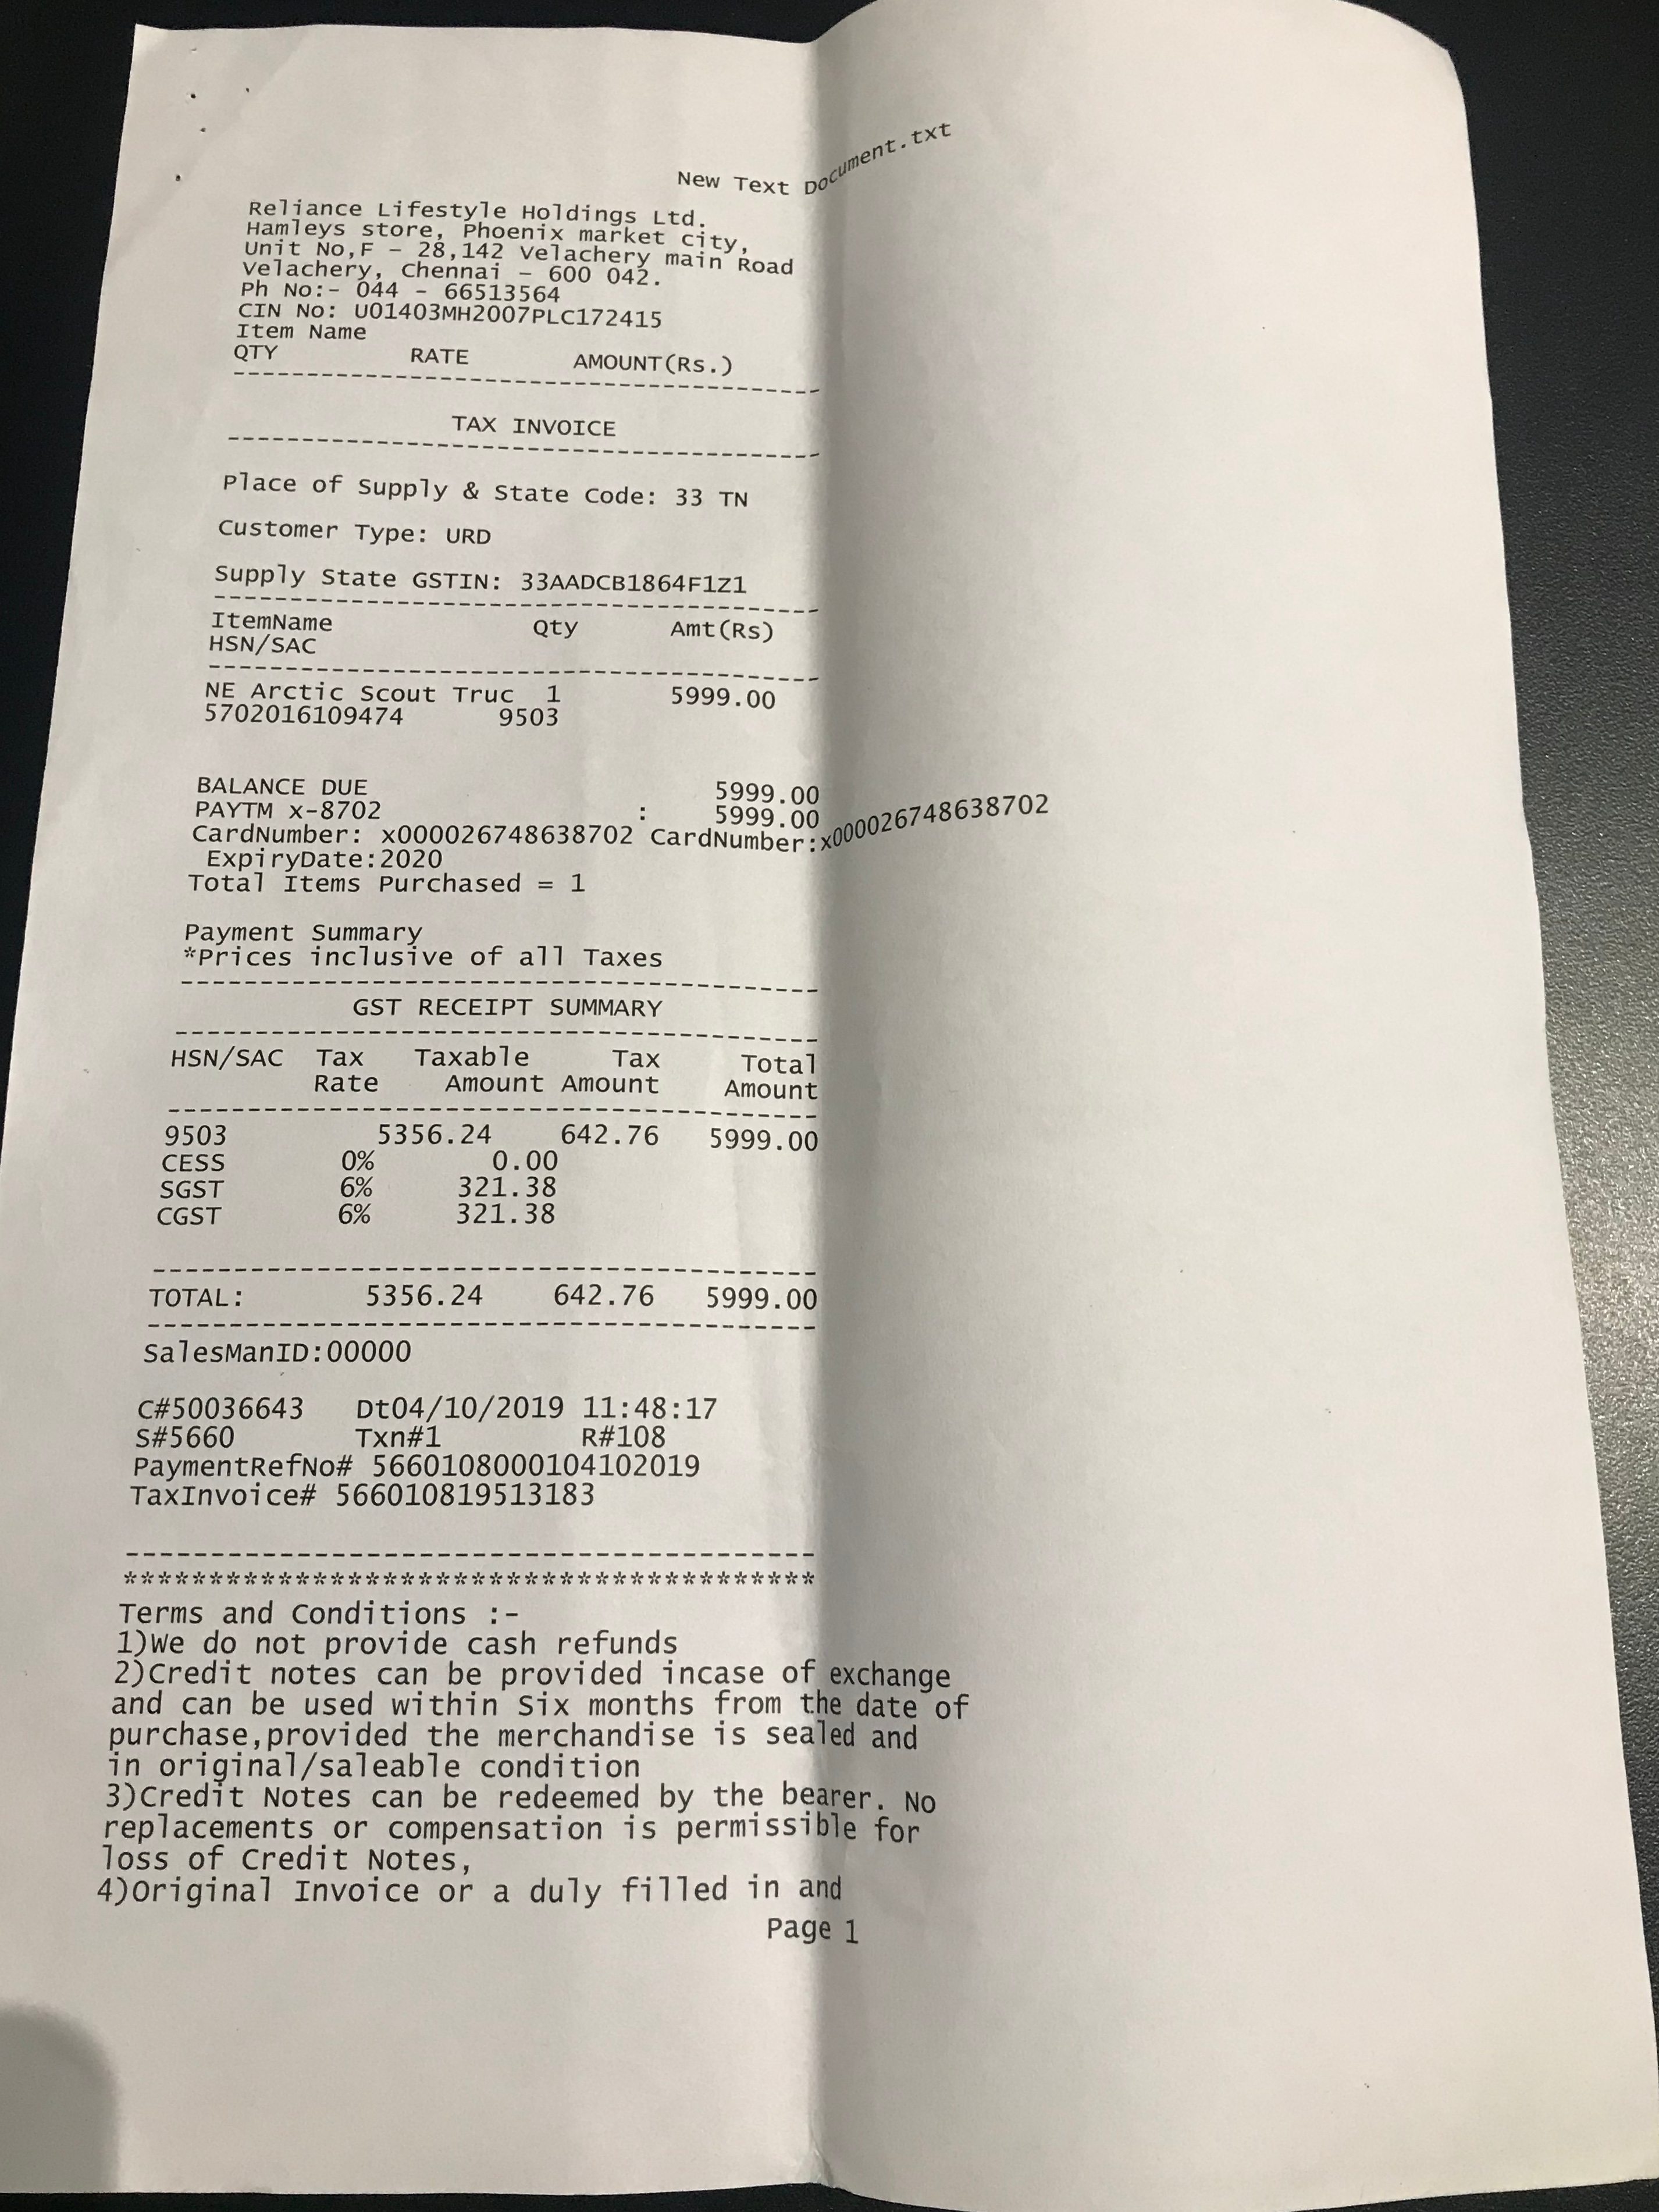 New Text Document.txt
Reliance Lifestyle Holdings Ltd.
Hamleys store, Phoenix market city,
Unit No,F - 28,142 Velachery main Road
Velachery, Chennai - 600 042.
Ph No:- 044 - 66513564
CIN No: U01403MH2007PLC172415
Item Name
QTY RATE AMOUNT(Rs.)
----------------------------------------
TAX INVOICE
----------------------------------------
Place of Supply & State Code: 33 TN
Customer Type: URD
Supply State GSTIN: 33AADCB1864F1Z1
----------------------------------------
ItemName Qty Amt(Rs)
HSN/SAC
----------------------------------------
NE Arctic Scout Truc 1 5999.00
5702016109474 9503
BALANCE DUE 5999.00
PAYTM x-8702 : 5999.00
CardNumber: x000026748638702 CardNumber:x000026748638702
ExpiryDate:2020
Total Items Purchased = 1
Payment Summary
*Prices inclusive of all Taxes
----------------------------------------
GST RECEIPT SUMMARY
----------------------------------------
HSN/SAC Tax Taxable Tax Total
Rate Amount Amount Amount
----------------------------------------
9503 5356.24 642.76 5999.00
CESS 0% 0.00
SGST 6% 321.38
CGST 6% 321.38
----------------------------------------
TOTAL: 5356.24 642.76 5999.00
----------------------------------------
SalesManID:00000
C#50036643 Dt04/10/2019 11:48:17
S#5660 Txn#1 R#108
PaymentRefNo# 5660108000104102019
TaxInvoice# 566010819513183
----------------------------------------
****************************************
Terms and Conditions :-
1)We do not provide cash refunds
2)Credit notes can be provided incase of exchange
and can be used within Six months from the date of
purchase,provided the merchandise is sealed and
in original/saleable condition
3)Credit Notes can be redeemed by the bearer. No
replacements or compensation is permissible for
loss of Credit Notes,
4)Original Invoice or a duly filled in and
Page 1